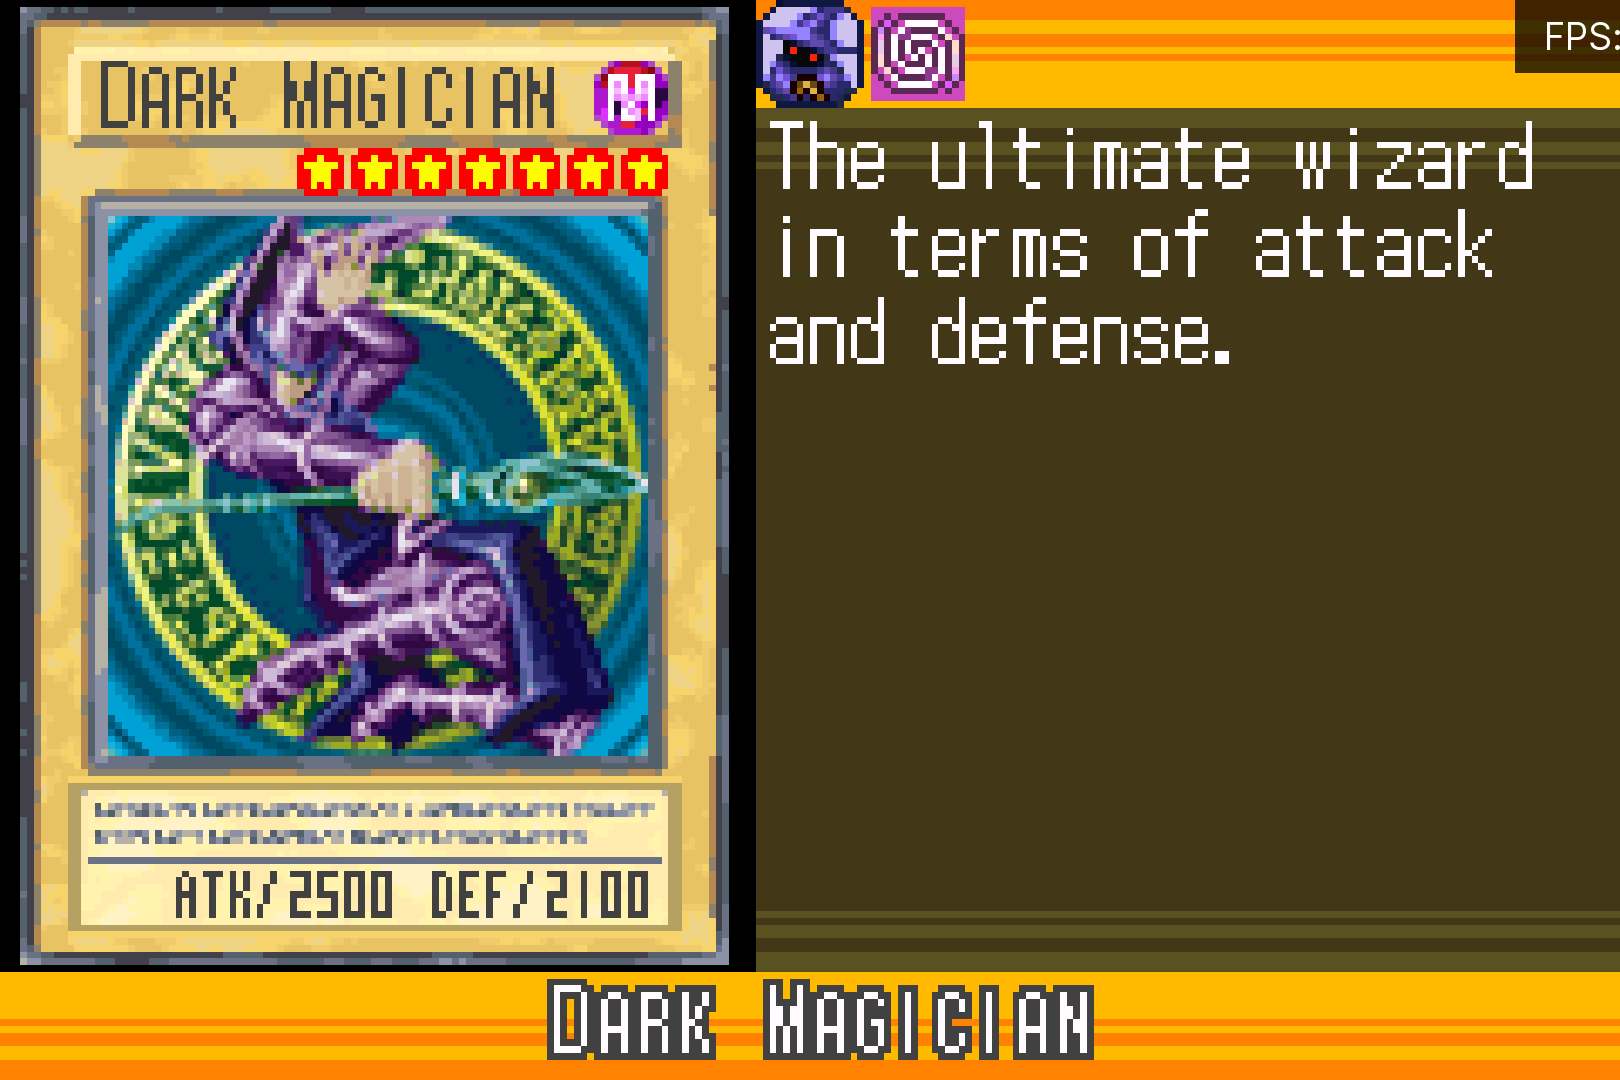 DARK MAGICIAN M
ATK/2500 DEF/2100
FPS:
The ultimate wizard
in terms of attack
and defense.
DARK MAGICIAN